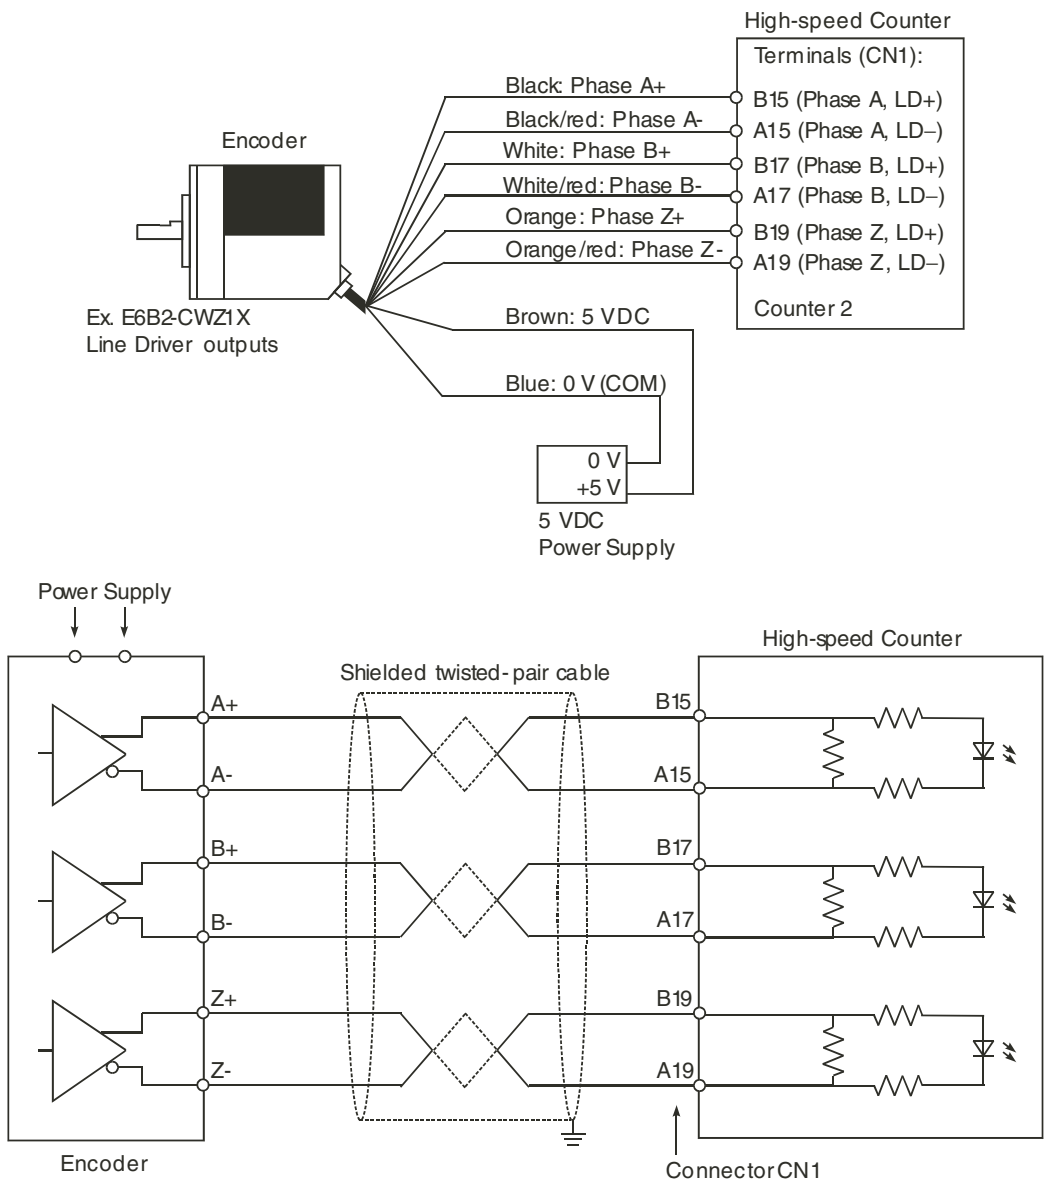 High-speed Counter
Terminals (CN1):
Black: Phase A+
B15 (Phase A, LD+)
Black/red: Phase A-
A15 (Phase A, LD−)
White: Phase B+
B17 (Phase B, LD+)
White/red: Phase B-
A17 (Phase B, LD−)
Orange: Phase Z+
B19 (Phase Z, LD+)
Orange/red: Phase Z-
A19 (Phase Z, LD−)
Counter 2
Encoder
Ex. E6B2-CWZ1X
Line Driver outputs
Brown: 5 VDC
Blue: 0 V (COM)
0 V
+5 V
5 VDC
Power Supply
Power Supply
High-speed Counter
Shielded twisted-pair cable
A+
B15
A-
A15
B+
B17
B-
A17
Z+
B19
Z-
A19
Encoder
Connector CN1